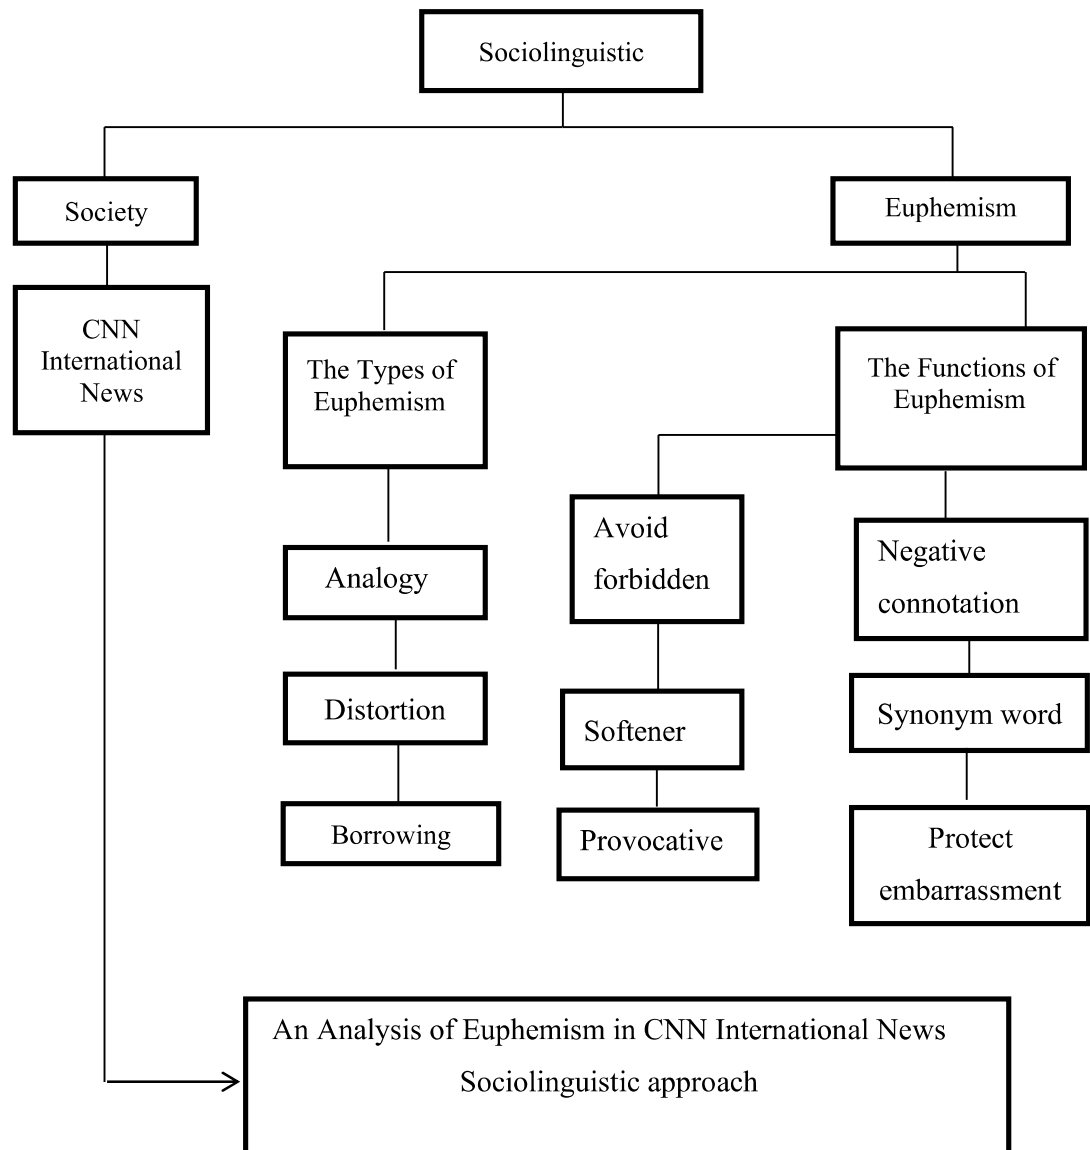 Sociolinguistic
Society
Euphemism
CNN
International
News
The Types of
Euphemism
The Functions of
Euphemism
Analogy
Distortion
Borrowing
Avoid
forbidden
Softener
Provocative
Negative
connotation
Synonym word
Protect
embarrassment
An Analysis of Euphemism in CNN International News
Sociolinguistic approach